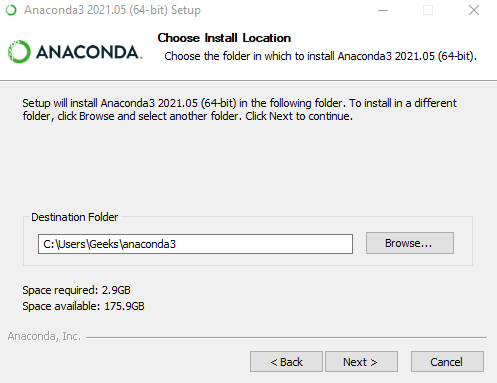 Anaconda3 2021.05 (64-bit) Setup
ANACONDA.
Choose Install Location
Choose the folder in which to install Anaconda3 2021.05 (64-bit).
Setup will install Anaconda3 2021.05 (64-bit) in the following folder. To install in a different
folder, click Browse and select another folder. Click Next to continue.
Destination Folder
C:\Users\Geeks\anaconda3
Browse...
Space required: 2.9GB
Space available: 175.9GB
Anaconda, Inc.
< Back
Next >
Cancel